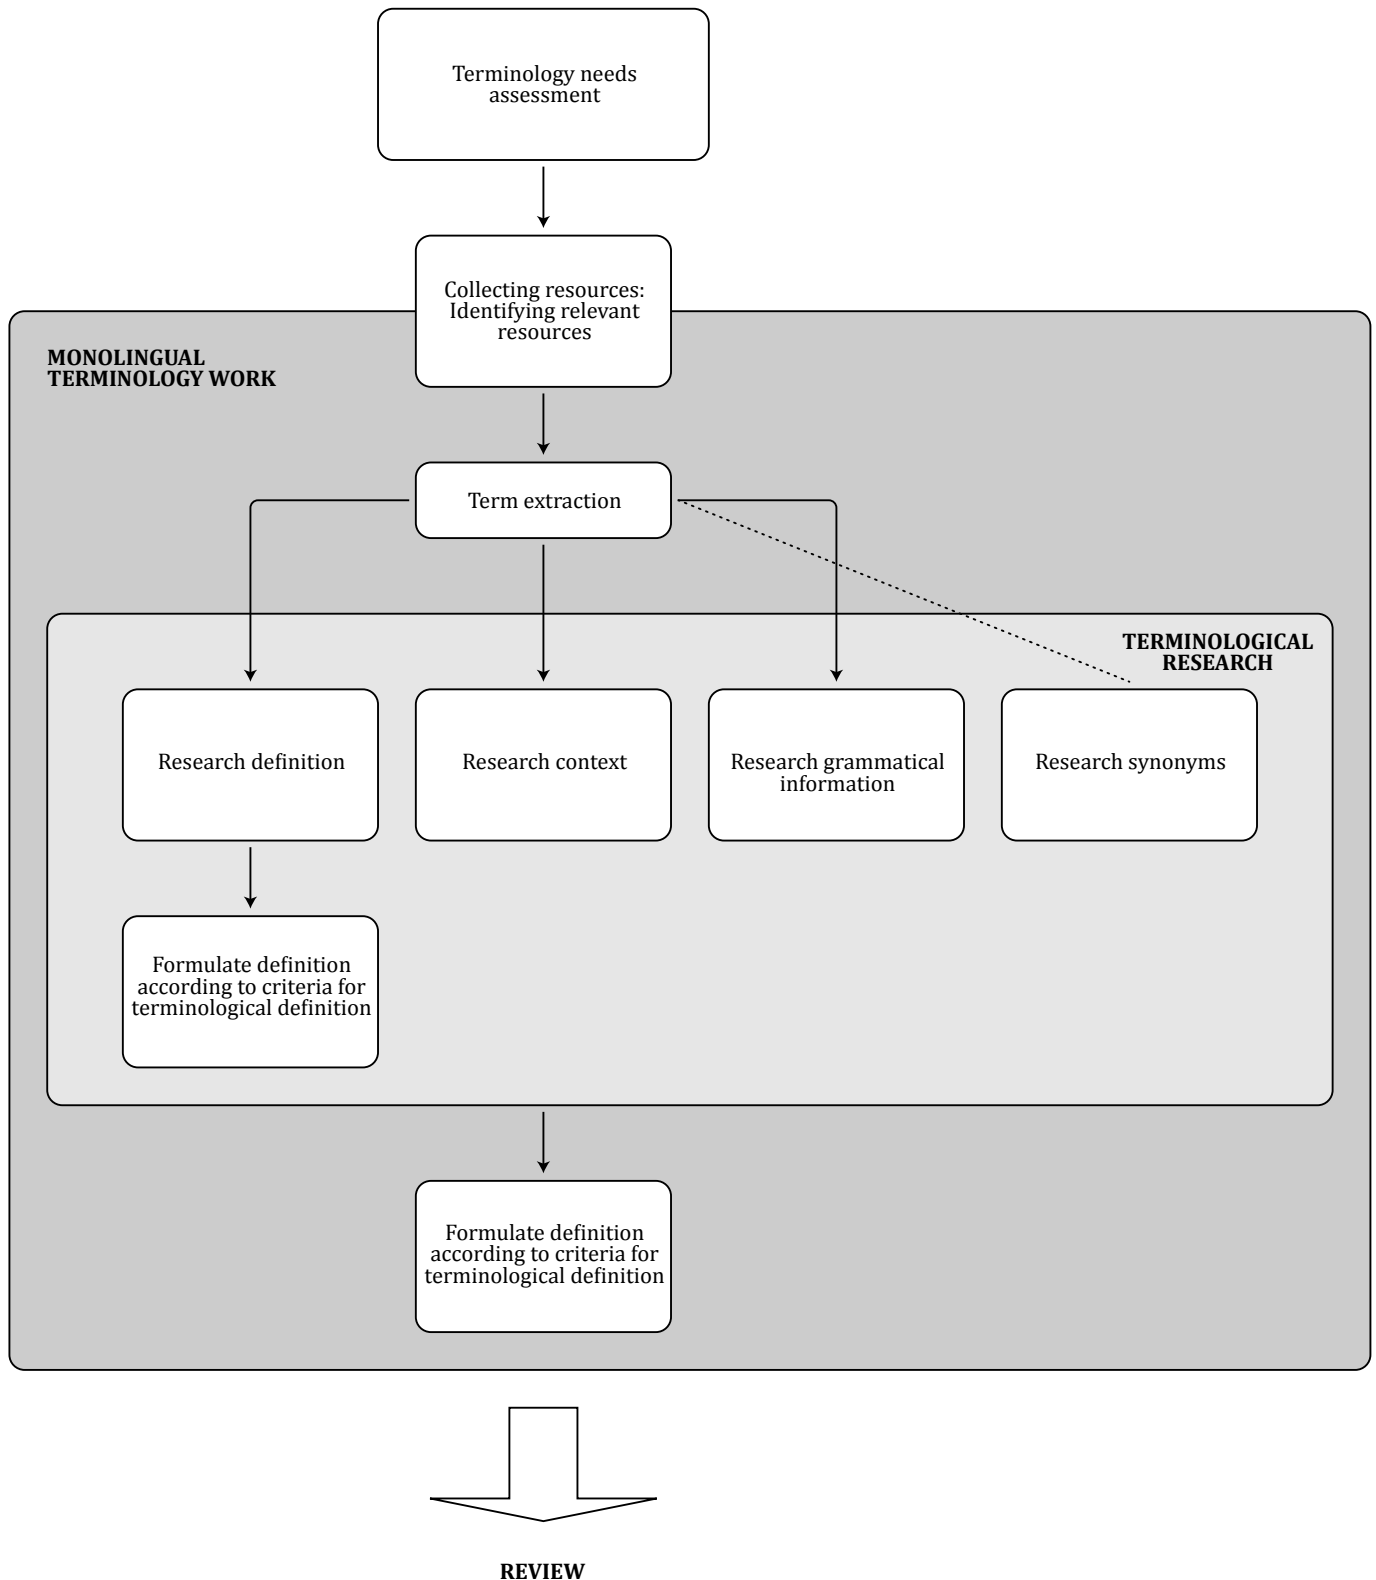 Terminology needs
assessment
Collecting resources:
Identifying relevant
resources
MONOLINGUAL
TERMINOLOGY WORK
Term extraction
TERMINOLOGICAL
RESEARCH
Research definition
Research context
Research grammatical
information
Research synonyms
Formulate definition
according to criteria for
terminological definition
Formulate definition
according to criteria for
terminological definition
REVIEW